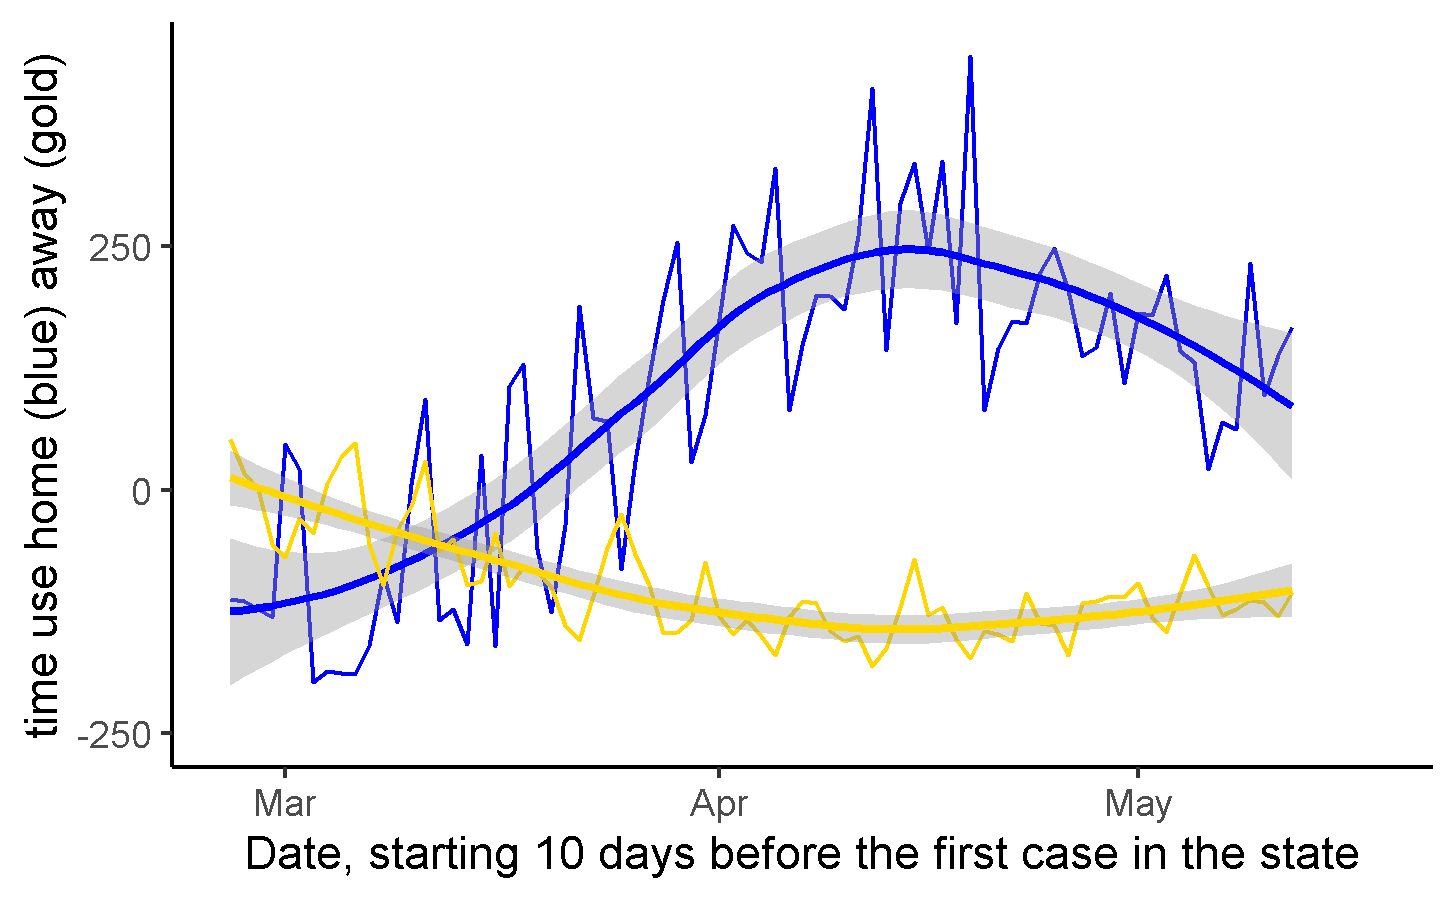 time use home (blue) away (gold)
250
0
-250
Mar Apr May
Date, starting 10 days before the first case in the state